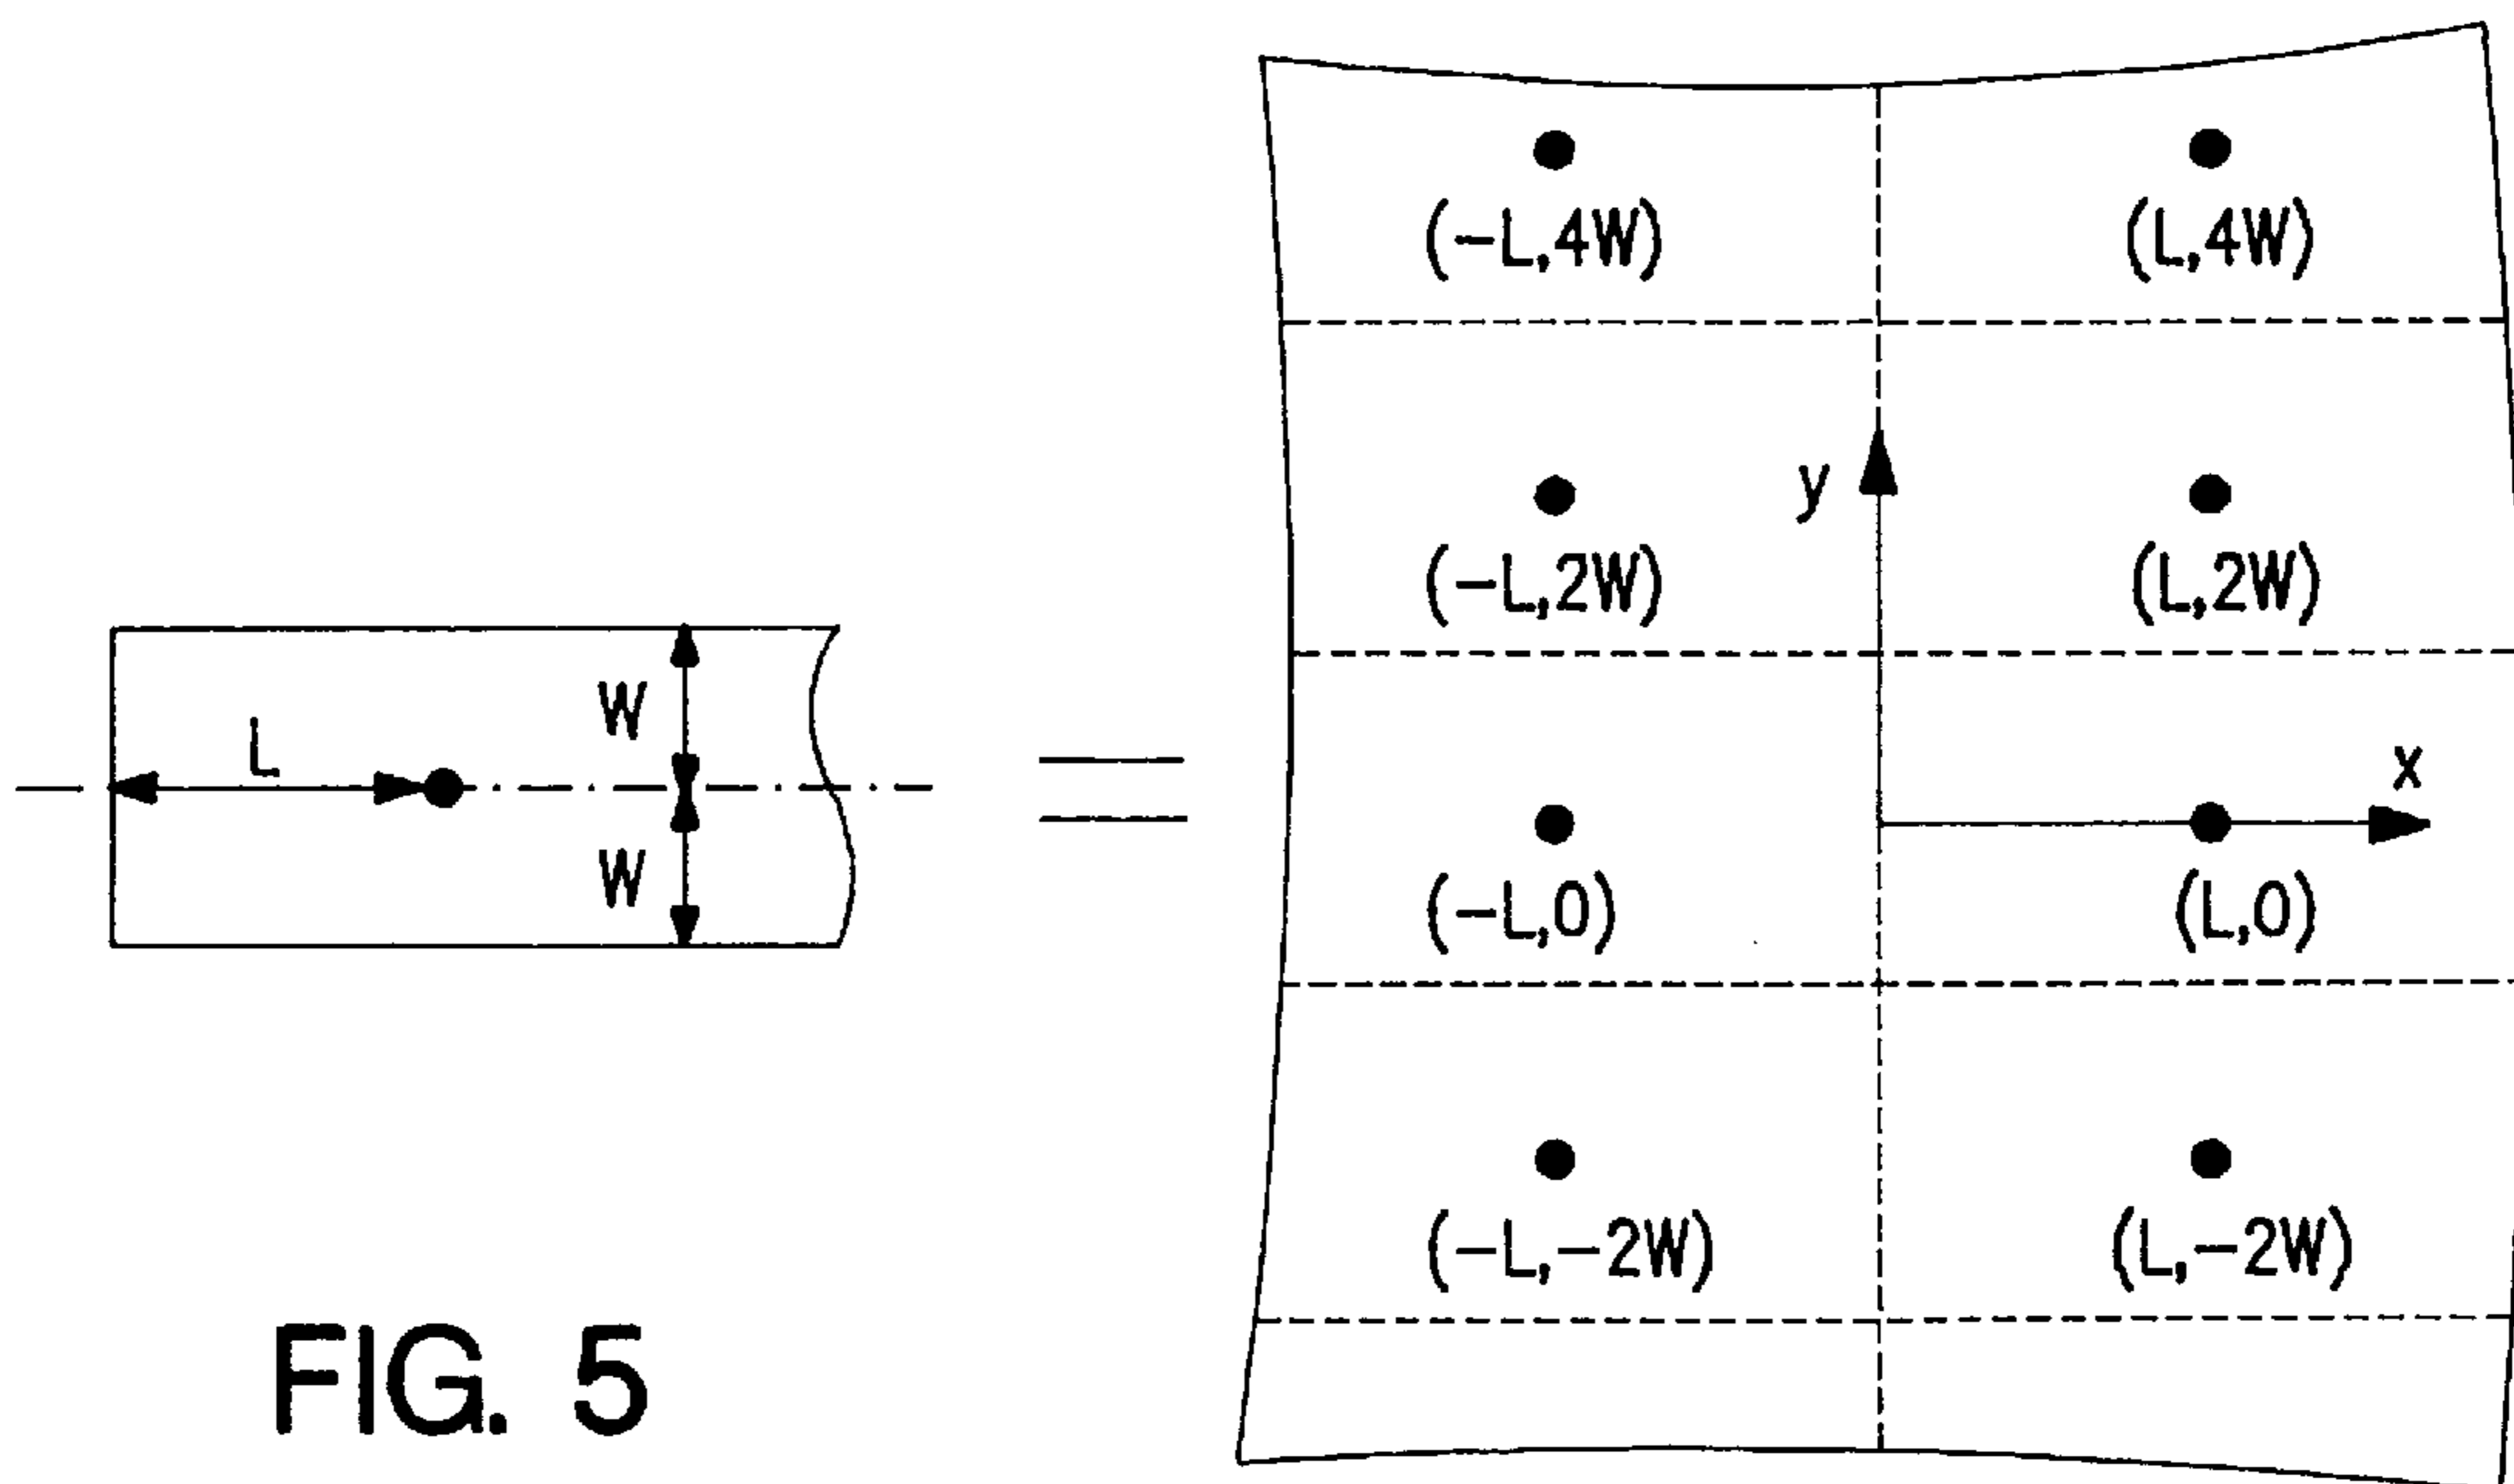 (-L,4W) (L,4W)
y
(-L,2W) (L,2W)
W
L
x
W
(-L,0) (L,0)
(-L,-2W) (L,-2W)
FIG. 5